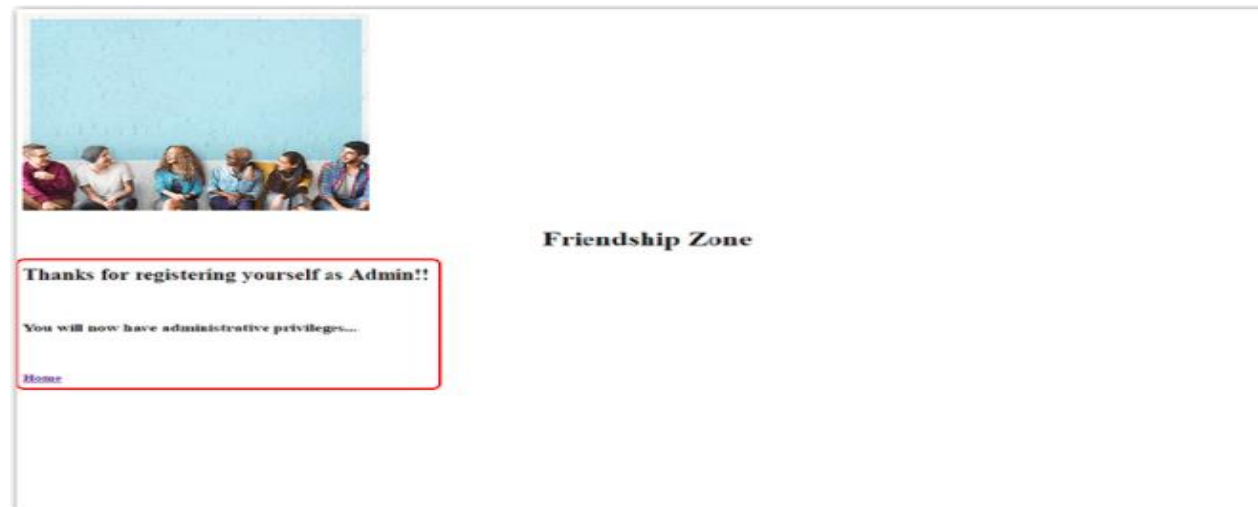 Friendship Zone
Thanks for registering yourself as Admin!!
You will now have administrative privileges...
Home